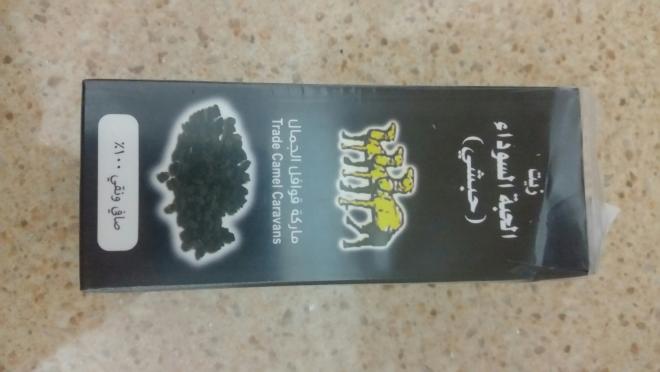 زيت
الحبة السوداء
(حبشي)
ماركة قوافل الجمال
Trade Camel Caravans
صافي ونقي ١٠٠٪